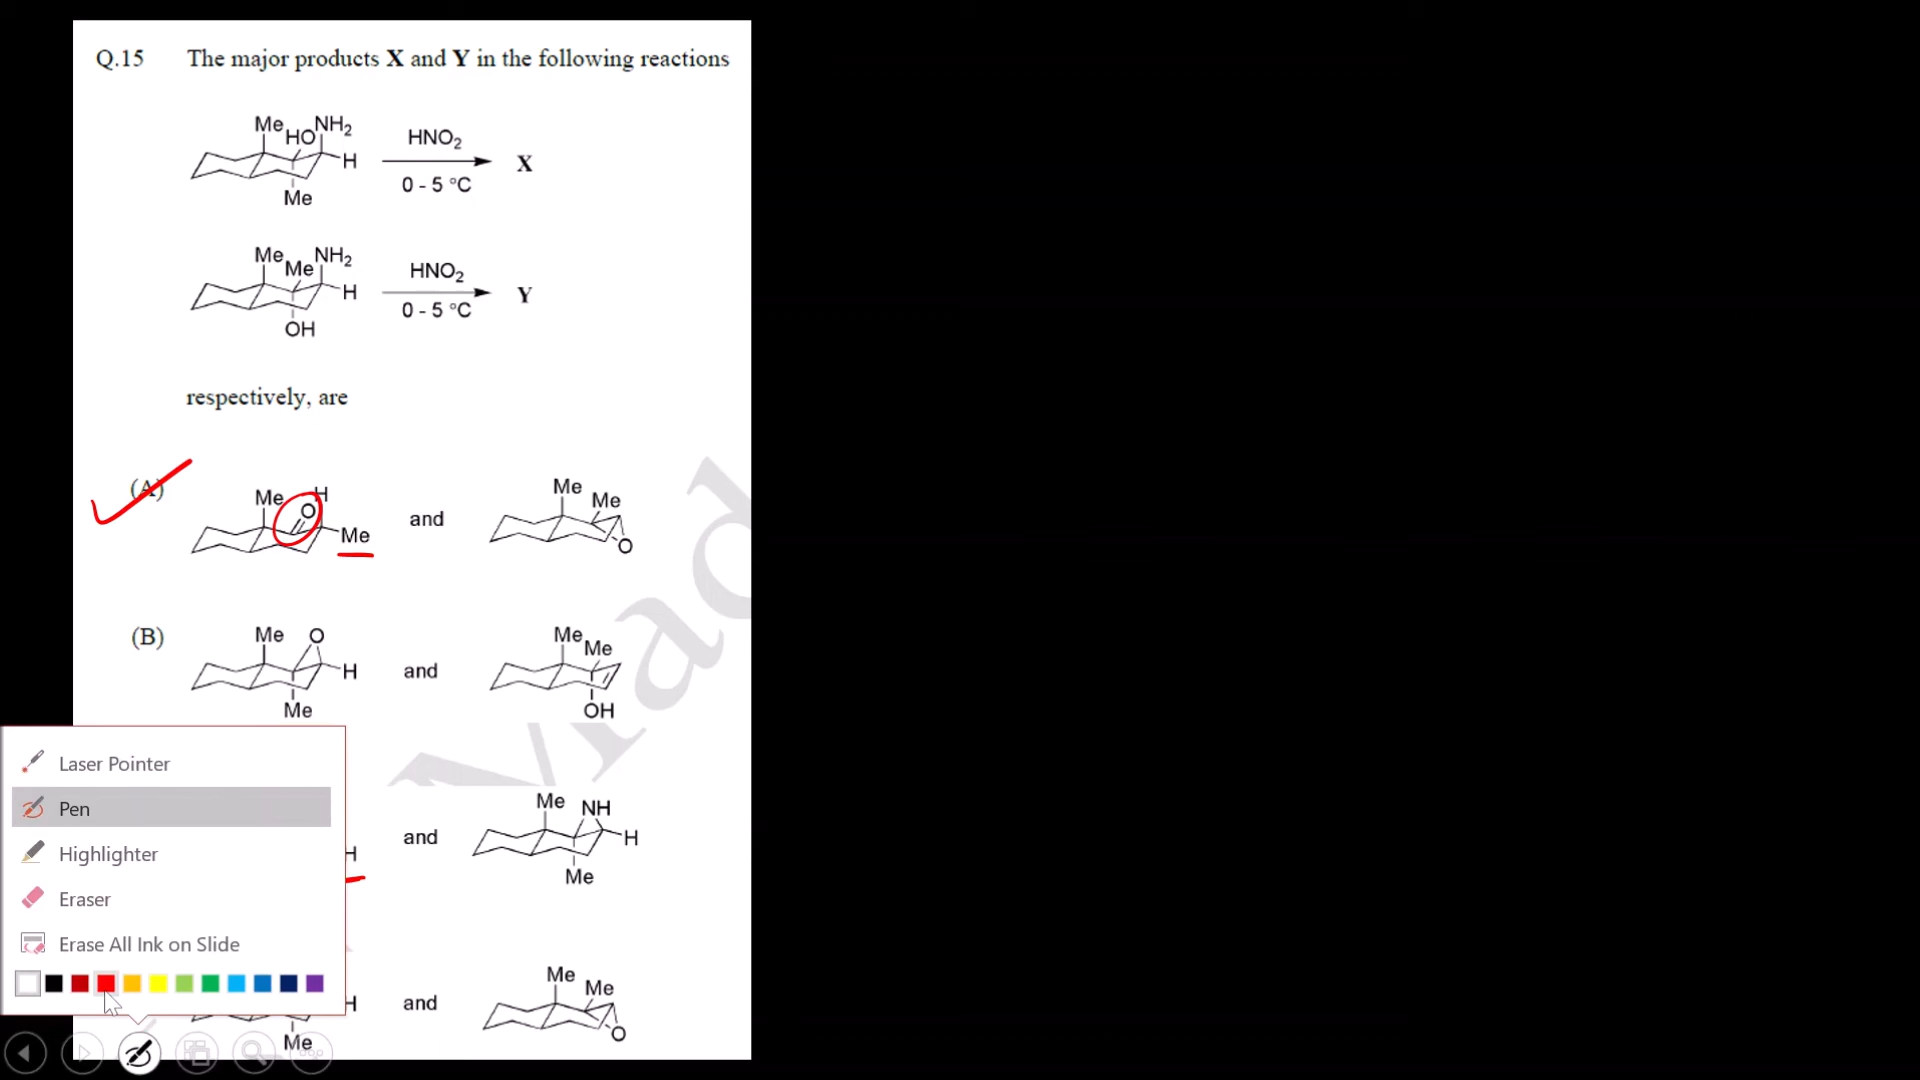 Q.15 The major products X and Y in the following reactions
Me HO NH2
H
Me
HNO2
0 - 5 °C
X
Me Me NH2
H
OH
HNO2
0 - 5 °C
Y
respectively, are
(A)
Me O H
Me
and
Me
Me
O
(B)
Me O
H
Me
and
Me
Me
OH
H
and
Me NH
H
Me
H
Me
and
Me
Me
O
Laser Pointer
Pen
Highlighter
Eraser
Erase All Ink on Slide